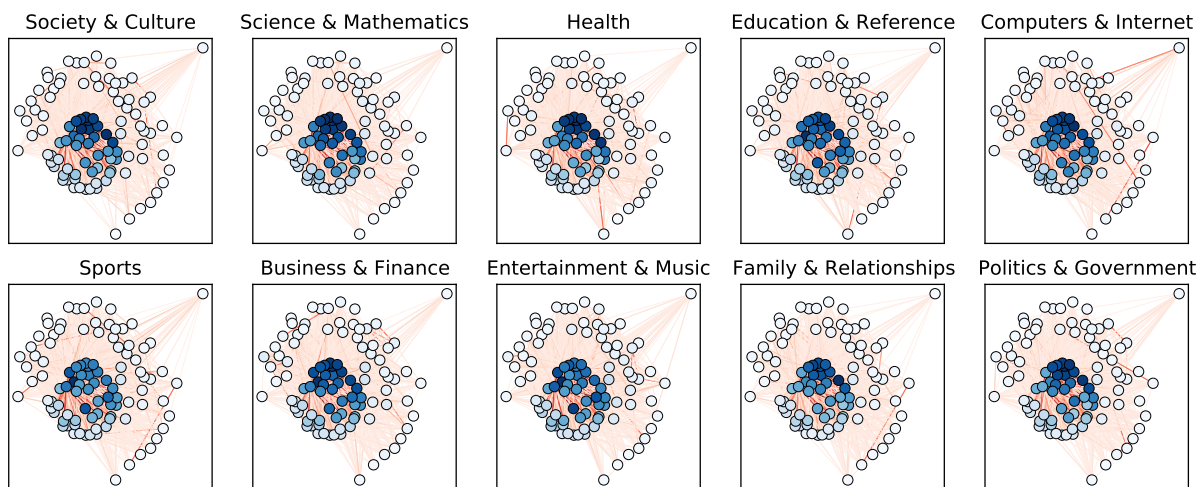 Society & Culture
Science & Mathematics
Health
Education & Reference
Computers & Internet
Sports
Business & Finance
Entertainment & Music
Family & Relationships
Politics & Government